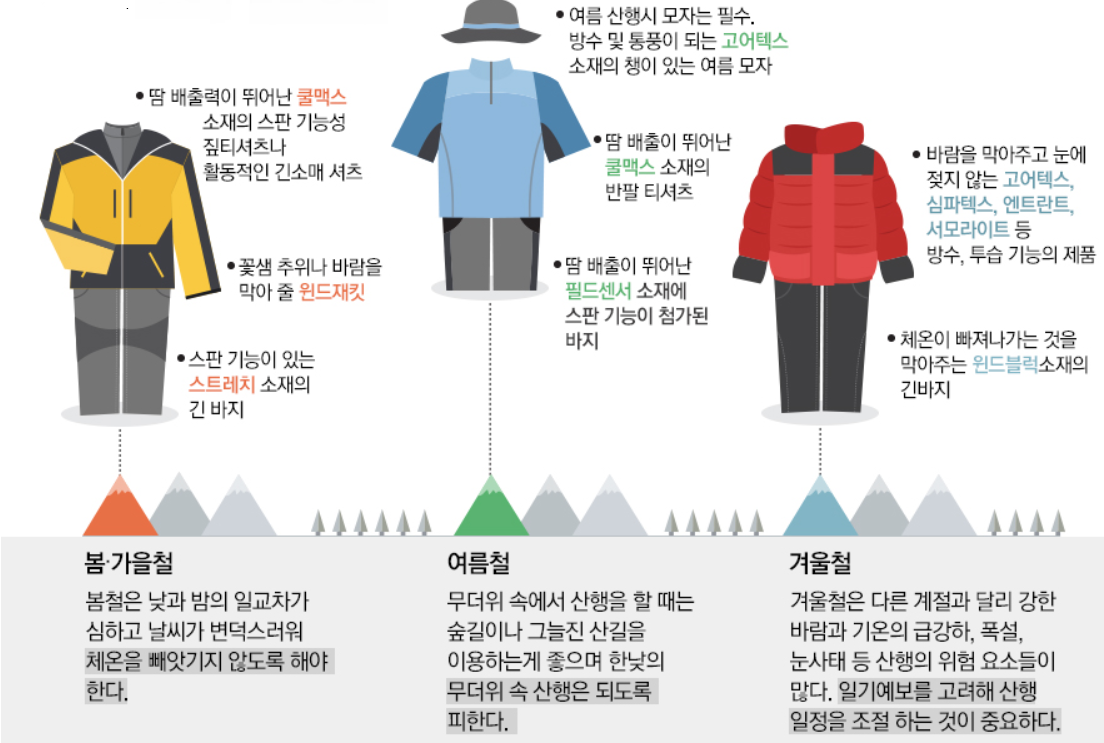 • 땀 배출력이 뛰어난 쿨맥스
소재의 스판 기능성
짚티셔츠나
활동적인 긴소매 셔츠
• 꽃샘 추위나 바람을
막아 줄 윈드재킷
• 스판 기능이 있는
스트레치 소재의
긴 바지
• 여름 산행시 모자는 필수.
방수 및 통풍이 되는 고어텍스
소재의 챙이 있는 여름 모자
• 땀 배출이 뛰어난
쿨맥스 소재의
반팔 티셔츠
• 땀 배출이 뛰어난
필드센서 소재에
스판 기능이 첨가된
바지
• 바람을 막아주고 눈에
젖지 않는 고어텍스,
심파텍스, 엔트란트,
서모라이트 등
방수, 투습 기능의 제품
• 체온이 빠져나가는 것을
막아주는 윈드블럭소재의
긴바지
봄·가을철
봄철은 낮과 밤의 일교차가
심하고 날씨가 변덕스러워
체온을 빼앗기지 않도록 해야
한다.
여름철
무더위 속에서 산행을 할 때는
숲길이나 그늘진 산길을
이용하는게 좋으며 한낮의
무더위 속 산행은 되도록
피한다.
겨울철
겨울철은 다른 계절과 달리 강한
바람과 기온의 급강하, 폭설,
눈사태 등 산행의 위험 요소들이
많다. 일기예보를 고려해 산행
일정을 조절 하는 것이 중요하다.